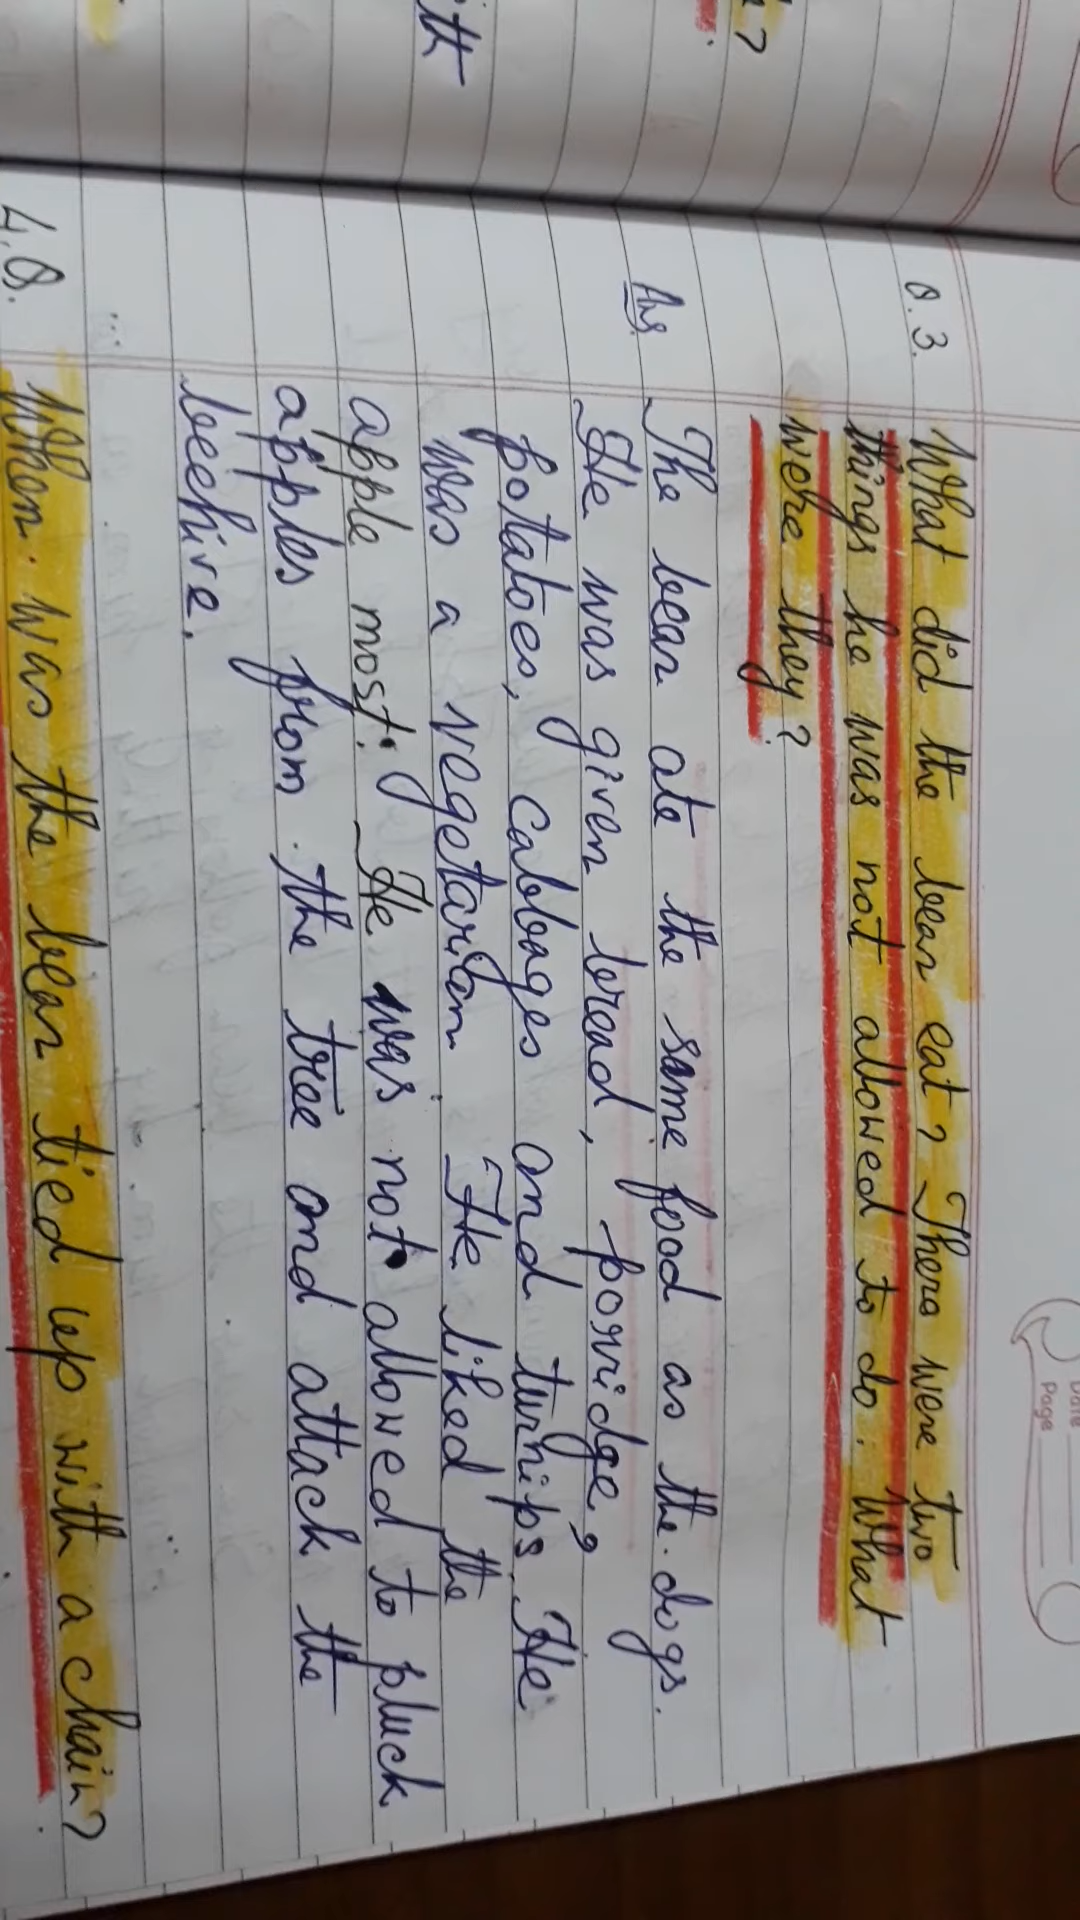 Date
Page
Q.3. What did the bear eat? There were two
things he was not allowed to do. What
were they?
Ans The bear ate the same food as the dogs.
He was given bread, porridge,
potatoes, cabbages and turnips. He
was a vegetarian. He liked the
apple most. He was not allowed to pluck
apples from the tree and attack the
beehive.
4.Q. When was the bear tied up with a chain?